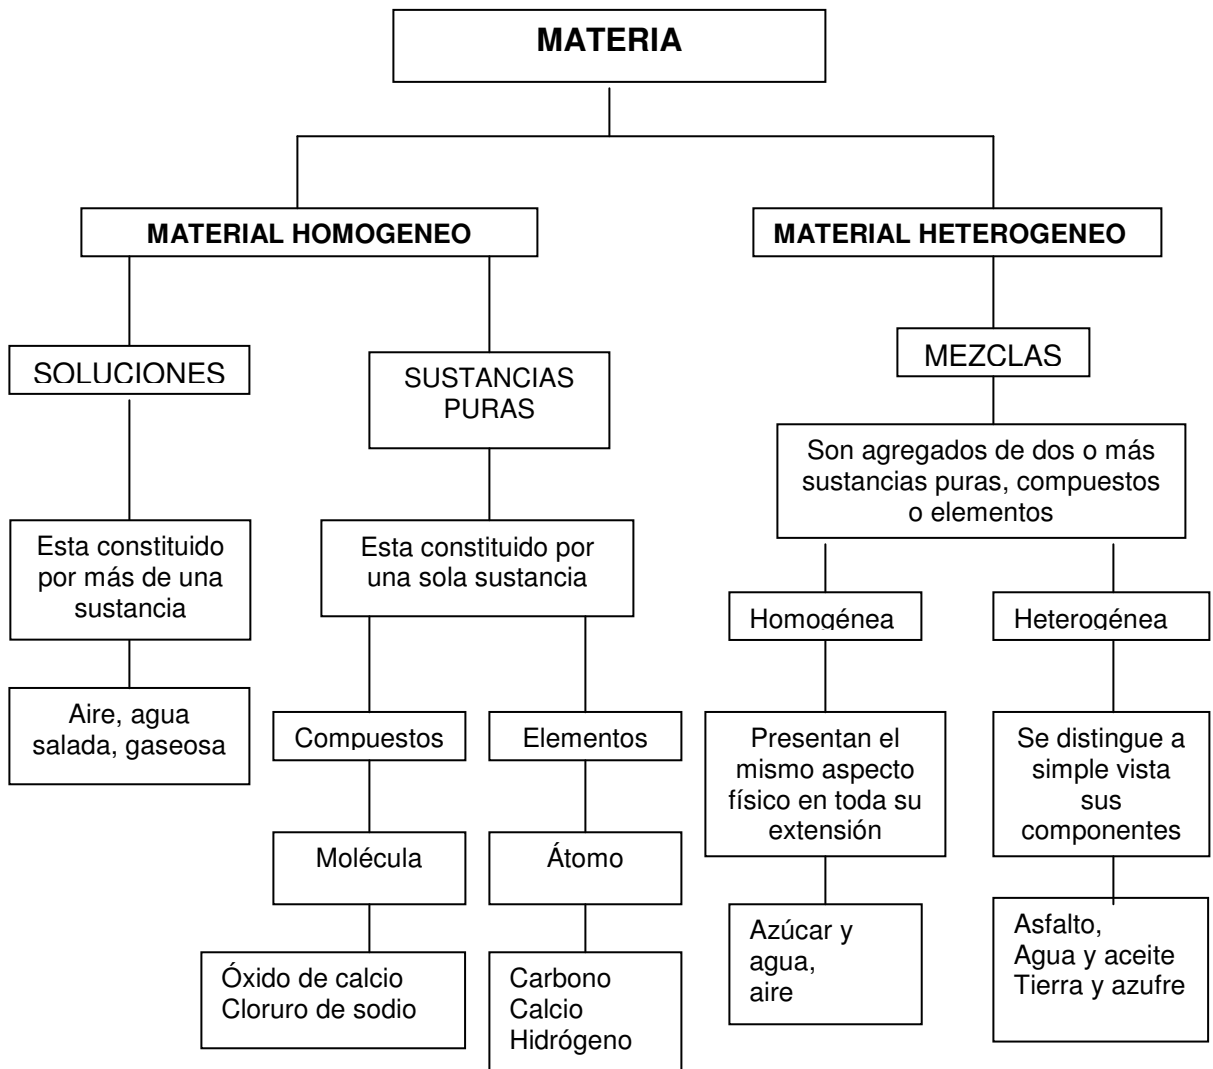 MATERIA
MATERIAL HOMOGENEO
MATERIAL HETEROGENEO
SOLUCIONES
SUSTANCIAS
PURAS
MEZCLAS
Son agregados de dos o más
sustancias puras, compuestos
o elementos
Esta constituido
por más de una
sustancia
Esta constituido por
una sola sustancia
Homogénea
Heterogénea
Aire, agua
salada, gaseosa
Compuestos
Elementos
Presentan el
mismo aspecto
físico en toda su
extensión
Se distingue a
simple vista
sus
componentes
Molécula
Átomo
Azúcar y
agua,
aire
Asfalto,
Agua y aceite
Tierra y azufre
Óxido de calcio
Cloruro de sodio
Carbono
Calcio
Hidrógeno